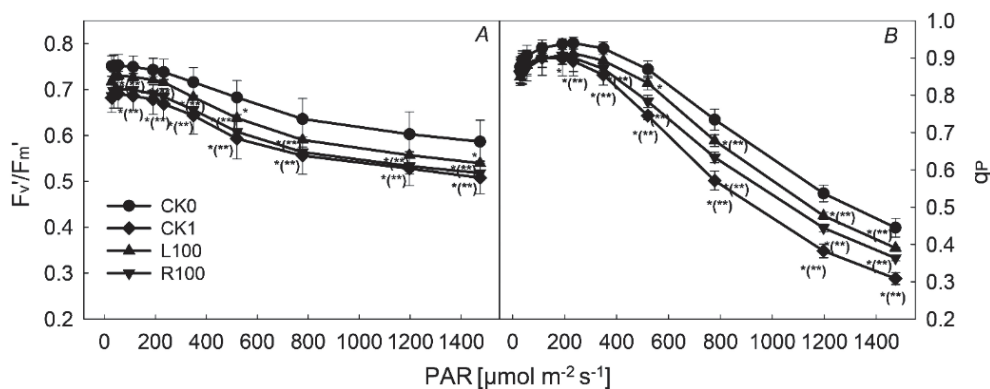 A
B
0.8
0.7
0.6
0.5
0.4
0.3
0.2
Fv'/Fm'
CK0
CK1
L100
R100
1.0
0.9
0.8
0.7
0.6
0.5
0.4
0.3
0.2
qP
*(**) *(**) *(**) *(**) *(**) *(**) *(**)
*(**) *(**) *(**) *(**) *(**) *(**)
0 200 400 600 800 1000 1200 1400
0 200 400 600 800 1000 1200 1400
PAR [µmol m-2 s-1]